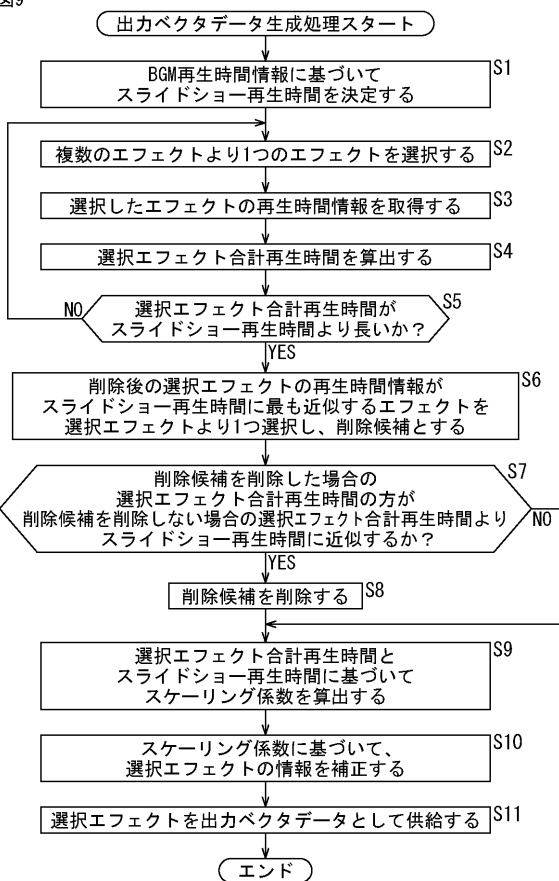 図9
出力ベクタデータ生成処理スタート
BGM再生時間情報に基づいて
スライドショー再生時間を決定する
S1
複数のエフェクトより1つのエフェクトを選択する
S2
選択したエフェクトの再生時間情報を取得する
S3
選択エフェクト合計再生時間を算出する
S4
選択エフェクト合計再生時間が
スライドショー再生時間より長いか？
S5
NO
YES
削除後の選択エフェクトの再生時間情報が
スライドショー再生時間に最も近似するエフェクトを
選択エフェクトより1つ選択し、削除候補とする
S6
削除候補を削除した場合の
選択エフェクト合計再生時間の方が
削除候補を削除しない場合の選択エフェクト合計再生時間より
スライドショー再生時間に近似するか？
S7
NO
YES
削除候補を削除する
S8
選択エフェクト合計再生時間と
スライドショー再生時間に基づいて
スケーリング係数を算出する
S9
スケーリング係数に基づいて、
選択エフェクトの情報を補正する
S10
選択エフェクトを出力ベクタデータとして供給する
S11
エンド